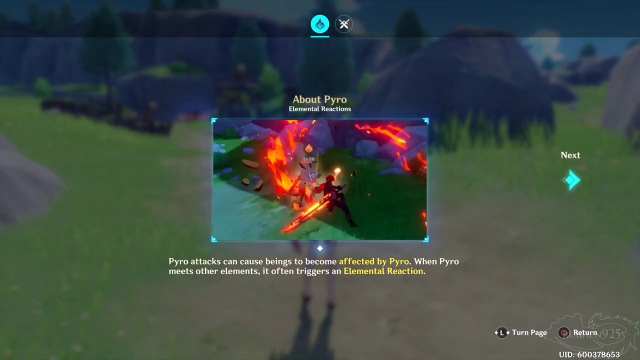 About Pyro
Elemental Reactions
Next
Pyro attacks can cause beings to become affected by Pyro. When Pyro
meets other elements, it often triggers an Elemental Reaction.
L Turn Page
Return
UID: 600378653